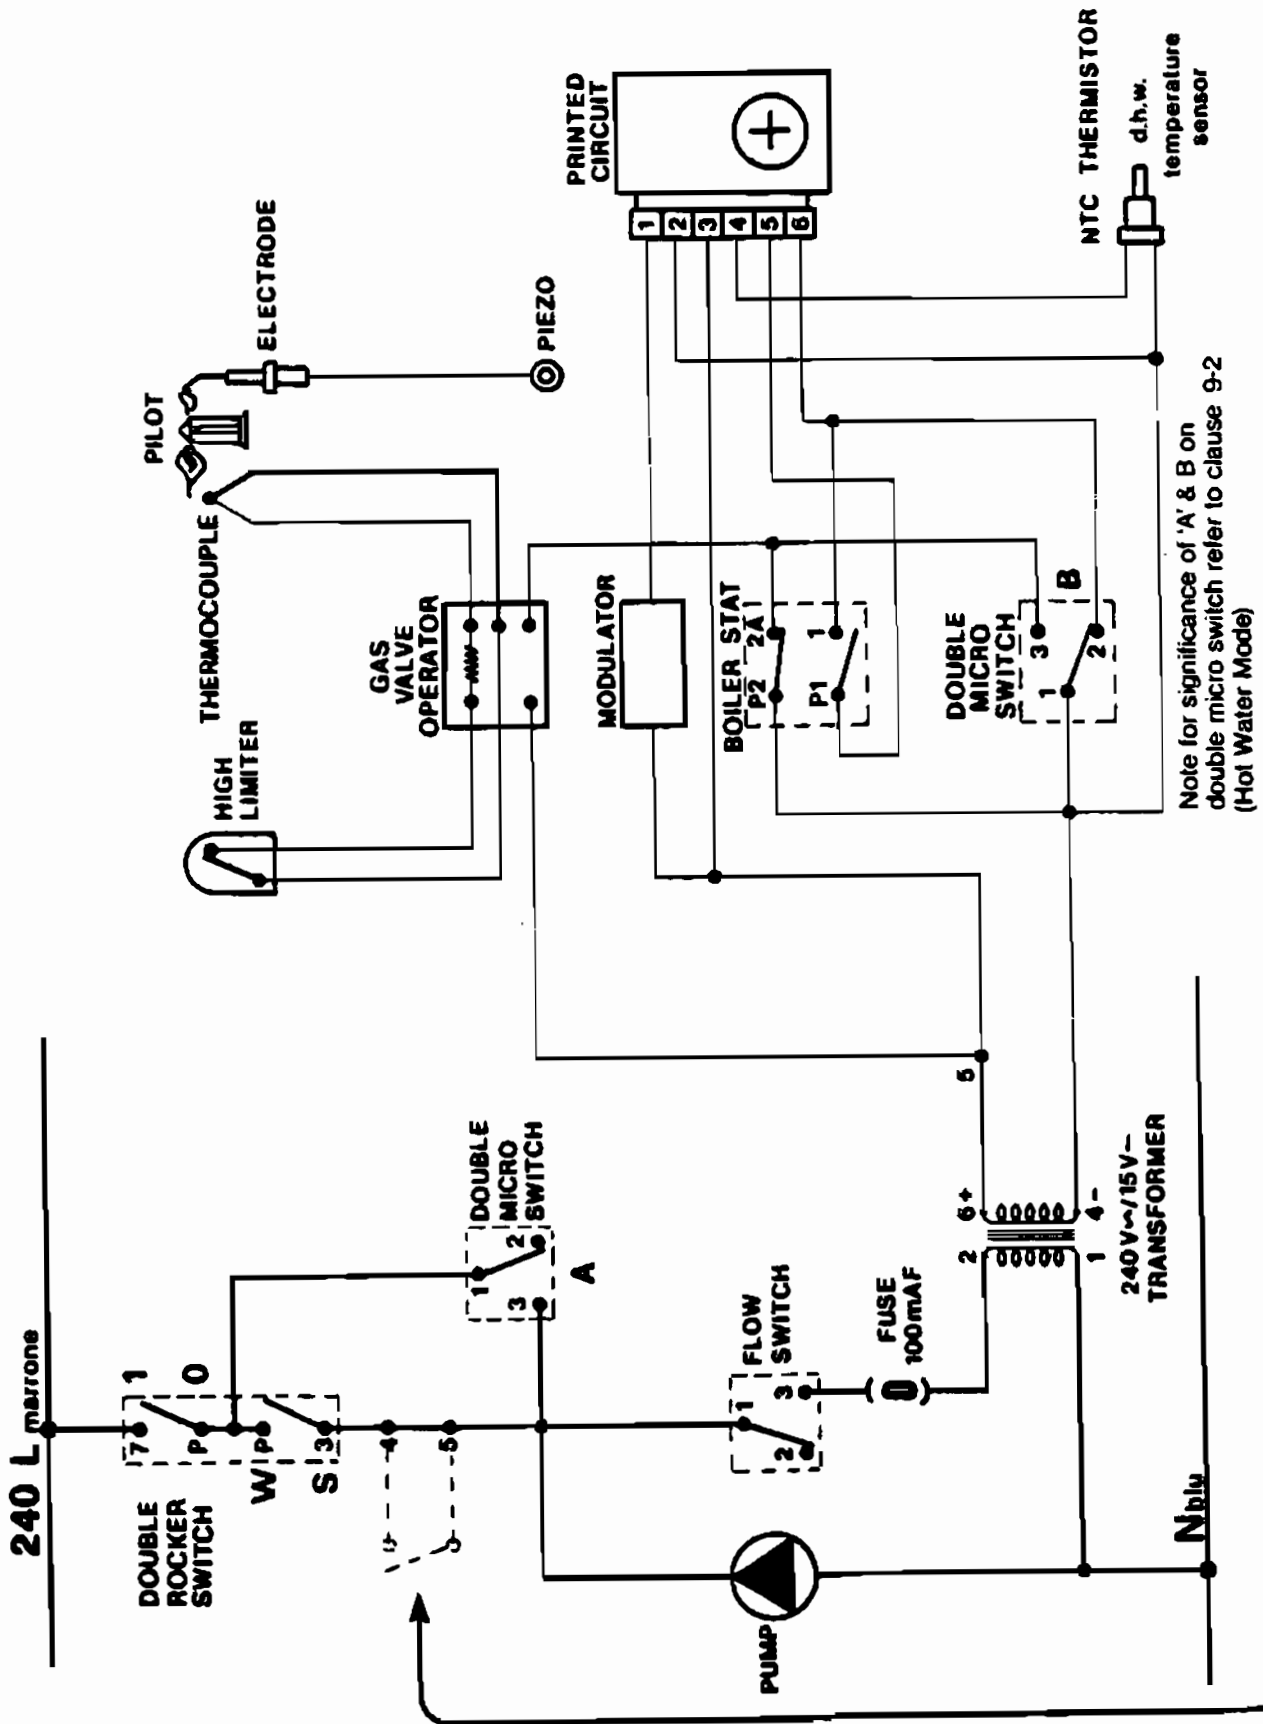 240 L marrone
DOUBLE
ROCKER
SWITCH
7
P
P
3
1
0
W
S
4
5
DOUBLE
MICRO
SWITCH
1
2
3
A
FLOW
SWITCH
1
2
3
FUSE
100mAF
PUMP
N blu
2
1
6+
4-
5
240V~/15V-
TRANSFORMER
HIGH
LIMITER
THERMOCOUPLE
PILOT
ELECTRODE
PIEZO
GAS
VALVE
OPERATOR
MODULATOR
BOILER STAT
P2
2A
P1
1
DOUBLE
MICRO
SWITCH
1
3
2
B
PRINTED
CIRCUIT
1
2
3
4
5
6
NTC THERMISTOR
d.h.w.
temperature
sensor
Note for significance of 'A' & B on
double micro switch refer to clause 9-2
(Hot Water Mode)